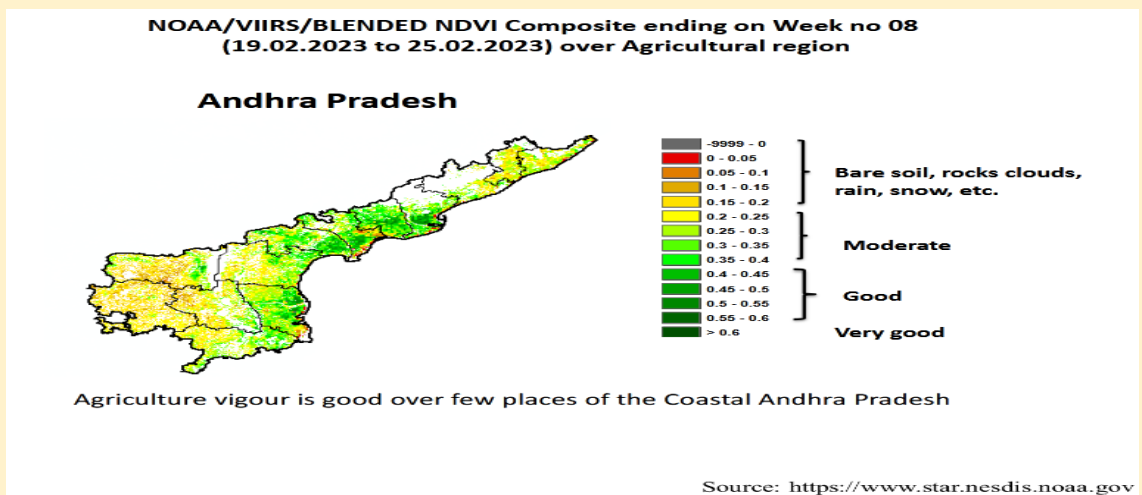 NOAA/VIIRS/BLENDED NDVI Composite ending on Week no 08
(19.02.2023 to 25.02.2023) over Agricultural region
Andhra Pradesh
-9999 - 0
0 - 0.05
0.05 - 0.1
0.1 - 0.15
0.15 - 0.2
0.2 - 0.25
0.25 - 0.3
0.3 - 0.35
0.35 - 0.4
0.4 - 0.45
0.45 - 0.5
0.5 - 0.55
0.55 - 0.6
> 0.6
Bare soil, rocks clouds,
rain, snow, etc.
Moderate
Good
Very good
Agriculture vigour is good over few places of the Coastal Andhra Pradesh
Source: https://www.star.nesdis.noaa.gov